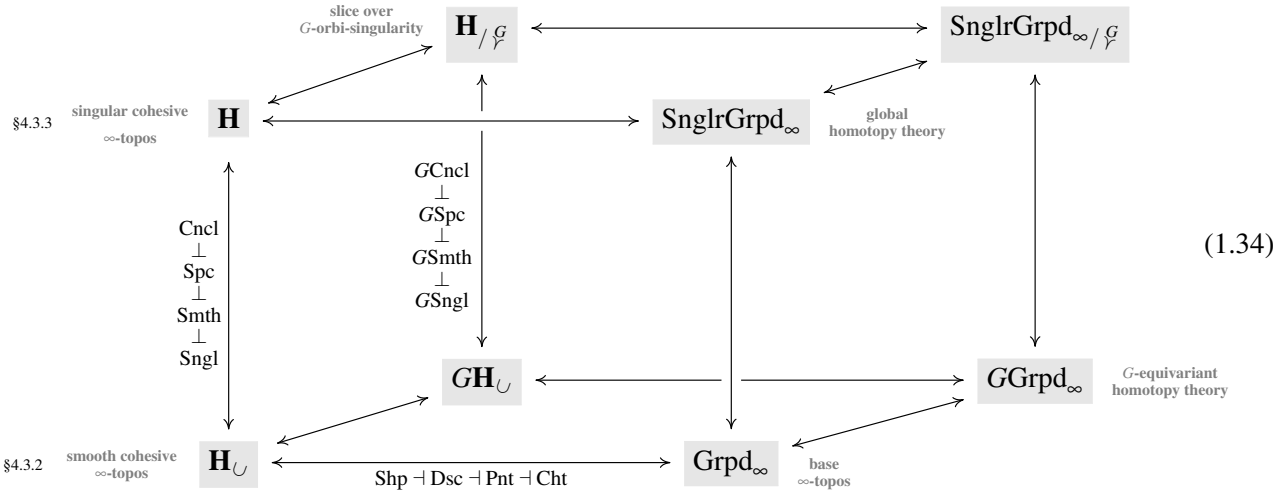 slice over
G-orbi-singularity
H/G
SnglrGrpd∞/G
§4.3.3
singular cohesive
∞-topos
H
SnglrGrpd∞
global
homotopy theory
GCncl
⊥
GSpc
⊥
GSmth
⊥
GSngl
Cncl
⊥
Spc
⊥
Smth
⊥
Sngl
(1.34)
GH∪
GGrpd∞
G-equivariant
homotopy theory
§4.3.2
smooth cohesive
∞-topos
H∪
Shp ⊣ Dsc ⊣ Pnt ⊣ Cht
Grpd∞
base
∞-topos